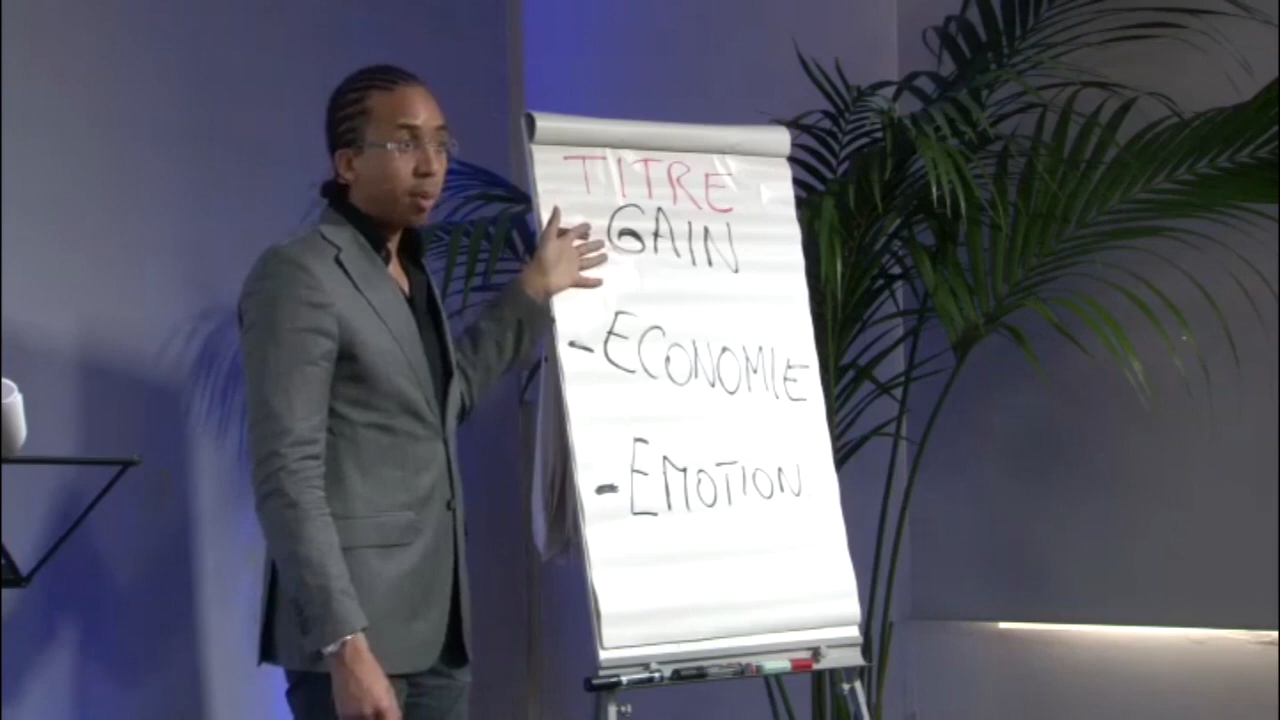 TITRE
- GAIN
- ECONOMIE
- EMOTION